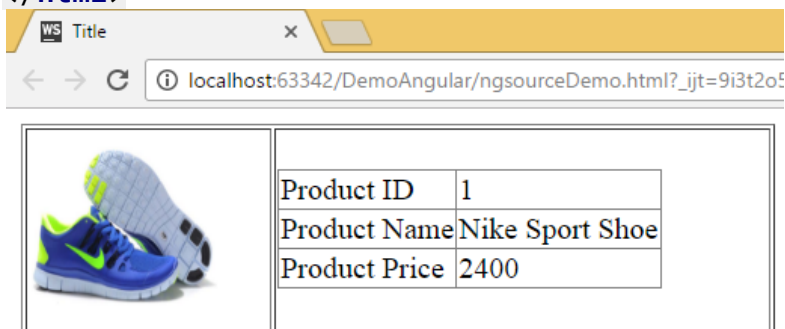 </html>
WS Title
localhost:63342/DemoAngular/ngsourceDemo.html?_ijt=9i3t2o5
Product ID 1
Product Name Nike Sport Shoe
Product Price 2400